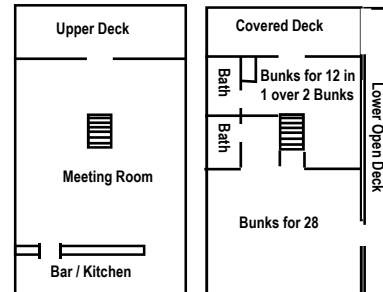 Upper Deck
Meeting Room
Bar / Kitchen
Covered Deck
Bath
Bunks for 12 in
1 over 2 Bunks
Bath
Lower Open Deck
Bunks for 28